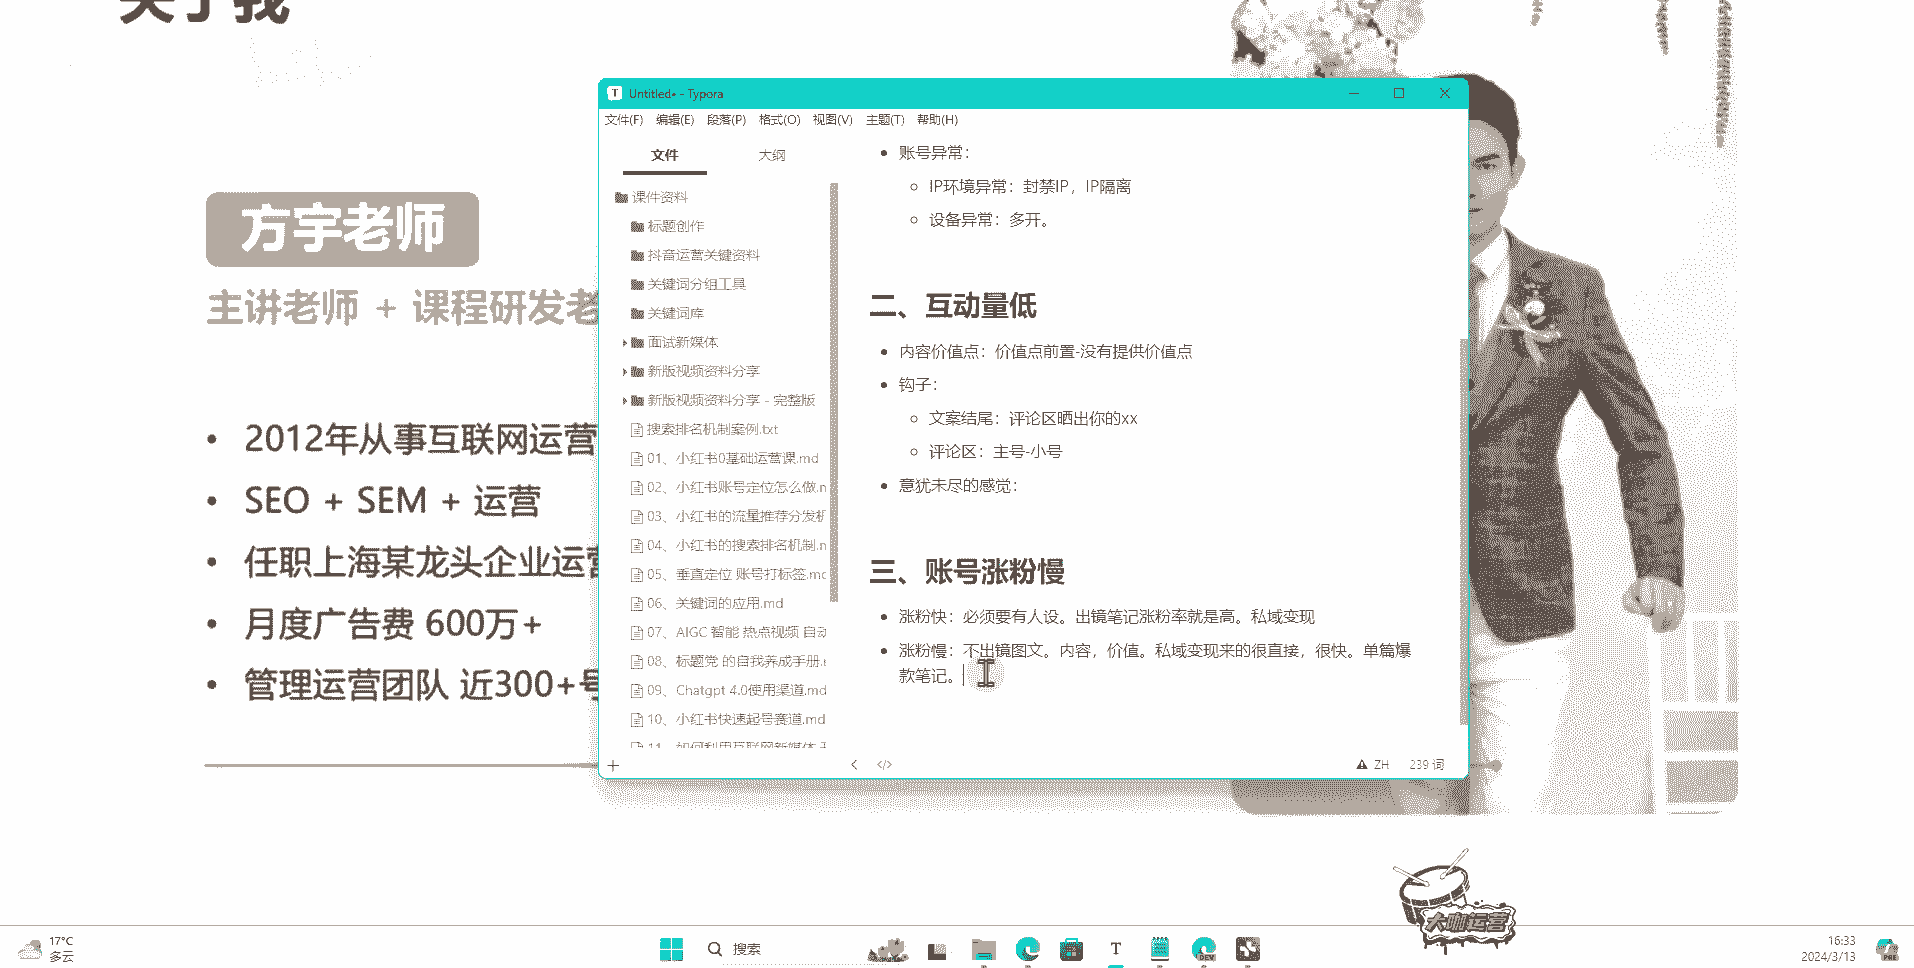 关于我
方宇老师
主讲老师 + 课程研发老
2012年从事互联网运营
SEO + SEM + 运营
任职上海某龙头企业运营
月度广告费 600万+
管理运营团队 近300+号
Untitled• - Typora
文件(F) 编辑(E) 段落(P) 格式(O) 视图(V) 主题(T) 帮助(H)
文件 大纲
课件资料
标题创作
抖音运营关键资料
关键词分组工具
关键词库
面试新媒体
新版视频资料分享
新版视频资料分享 - 完整版
搜索排名机制案例.txt
01、小红书0基础运营课.md
02、小红书账号定位怎么做.n
03、小红书的流量推荐分发机
04、小红书的搜索排名机制.n
05、垂直定位 账号打标签.mc
06、关键词的应用.md
07、AIGC 智能 热点视频 自动
08、标题党 的自我养成手册.r
09、Chatgpt 4.0使用渠道.md
10、小红书快速起号赛道.md
11、如何利用互联网新媒体
账号异常：
IP环境异常：封禁IP，IP隔离
设备异常：多开。
二、互动量低
内容价值点：价值点前置-没有提供价值点
钩子：
文案结尾：评论区晒出你的xx
评论区：主号-小号
意犹未尽的感觉：
三、账号涨粉慢
涨粉快：必须要有人设。出镜笔记涨粉率就是高。私域变现
涨粉慢：不出镜图文。内容，价值。私域变现来的很直接，很快。单篇爆
款笔记。
</> ZH 239 词
大咖运营
17°C
多云
搜索
T
DEV
16:33
2024/3/13
PRE